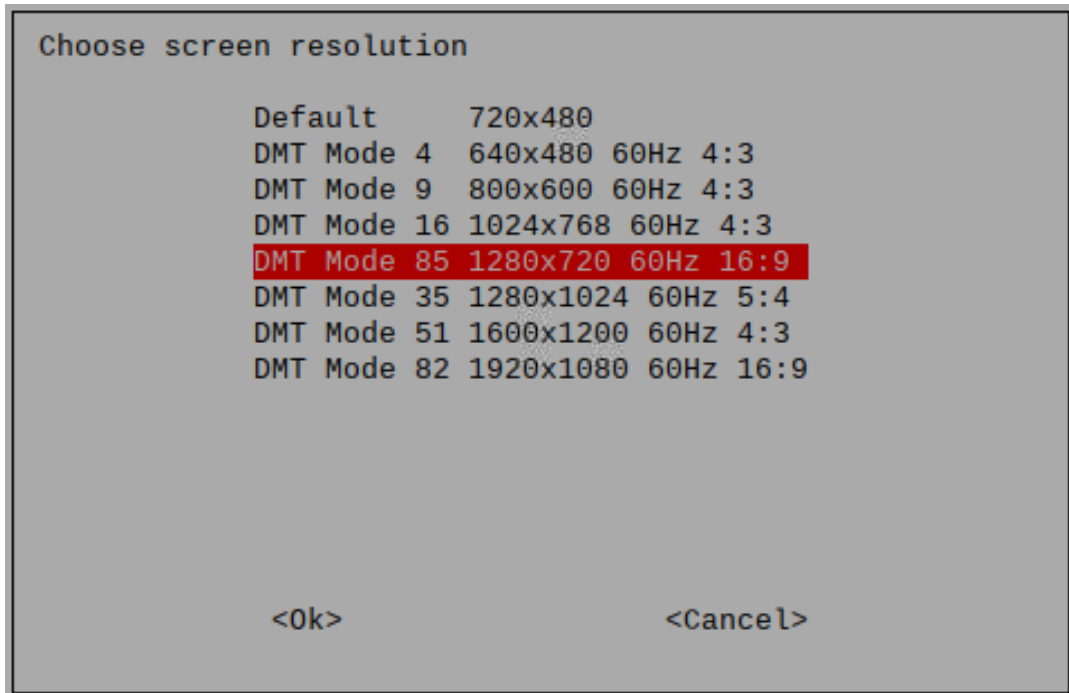 Choose screen resolution
Default 720x480
DMT Mode 4 640x480 60Hz 4:3
DMT Mode 9 800x600 60Hz 4:3
DMT Mode 16 1024x768 60Hz 4:3
DMT Mode 85 1280x720 60Hz 16:9
DMT Mode 35 1280x1024 60Hz 5:4
DMT Mode 51 1600x1200 60Hz 4:3
DMT Mode 82 1920x1080 60Hz 16:9
<Ok> <Cancel>